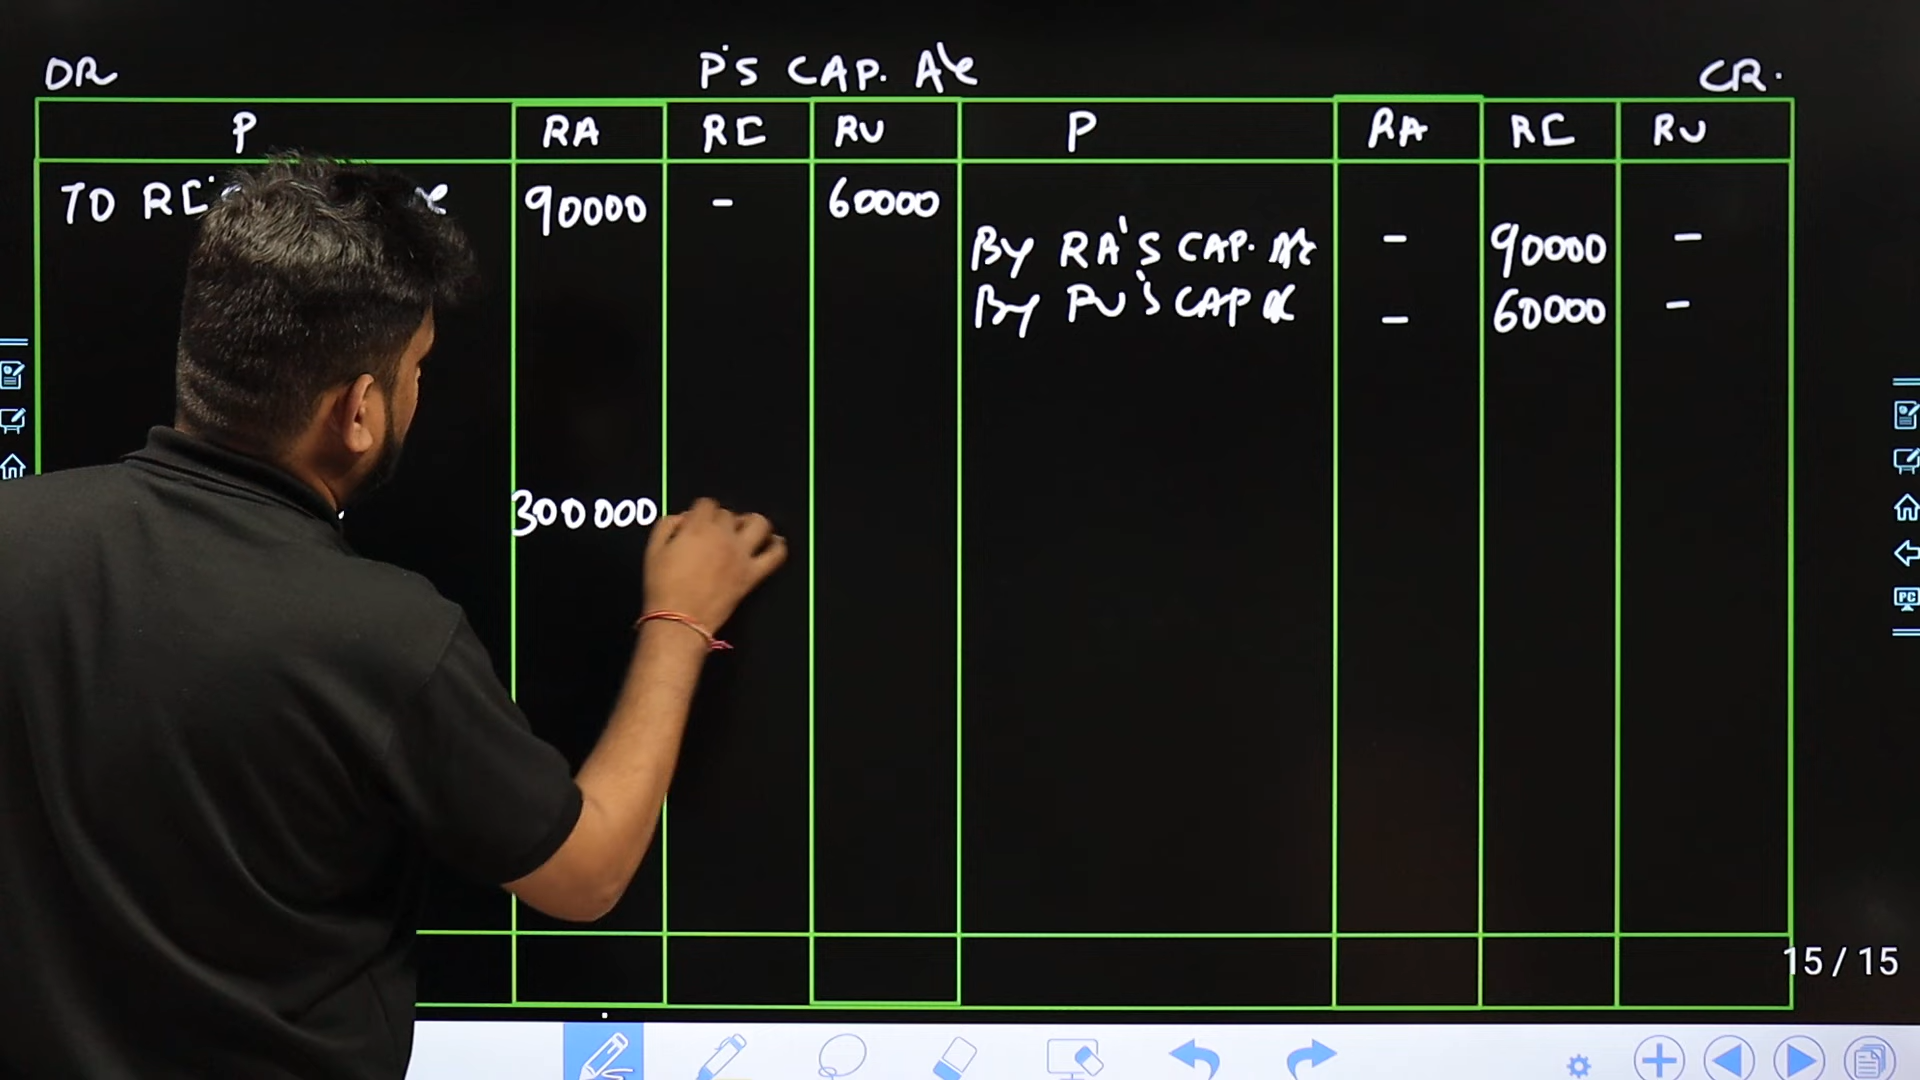 DR P'S CAP. A/c CR.
P RA RC RU P RA RC RU
TO RC' 90000 - 60000
By RA'S CAP. A/c - 90000 -
By RU'S CAP A/c - 60000 -
300000
PC
15 / 15